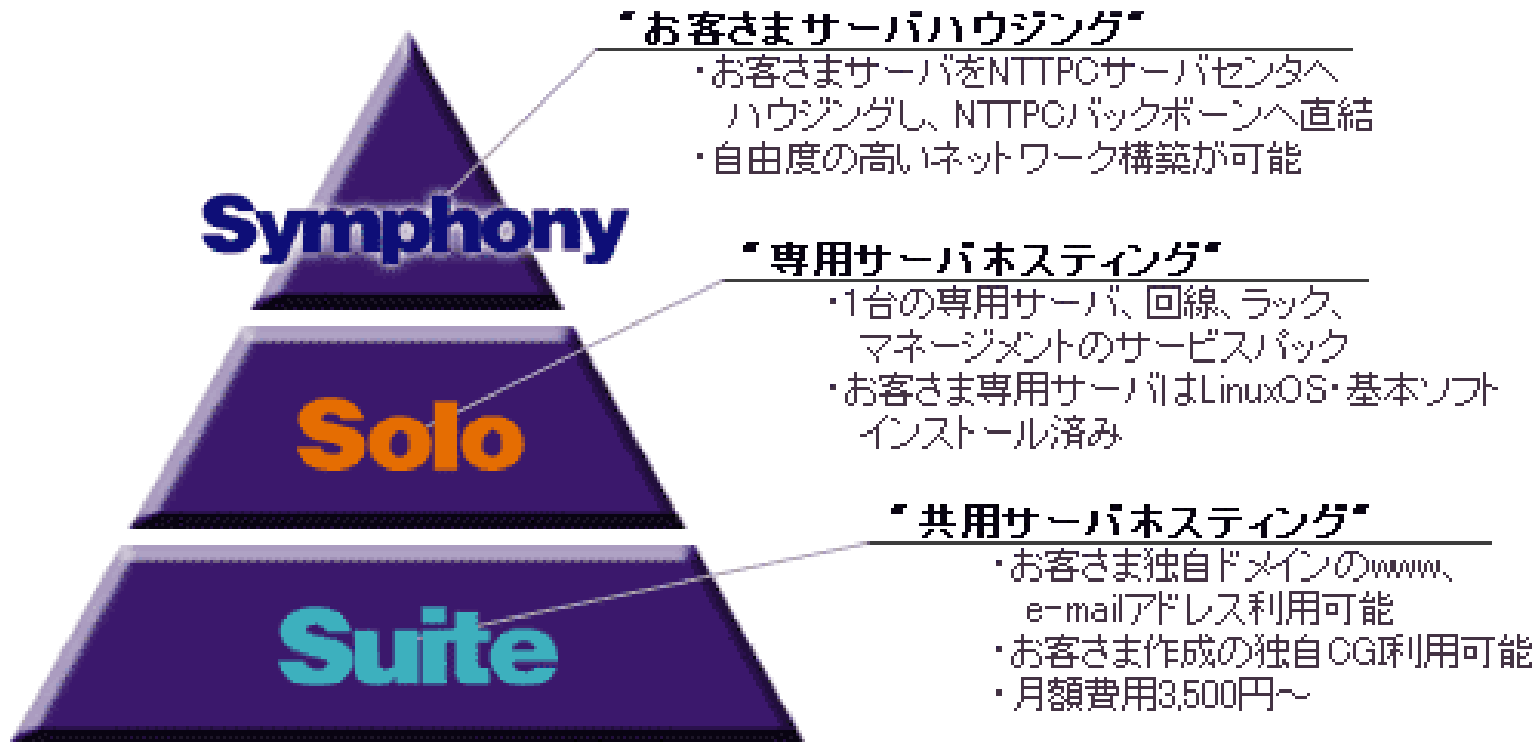 "お客さまサーバハウジング"
・お客さまサーバをNTTPCサーバセンタへ
ハウジングし、NTTPCバックボーンへ直結
・自由度の高いネットワーク構築が可能
Symphony
"専用サーバホスティング"
・1台の専用サーバ、回線、ラック、
マネージメントのサービスパック
・お客さま専用サーバはLinuxOS・基本ソフト
インストール済み
Solo
"共用サーバホスティング"
・お客さま独自ドメインのwww、
e-mailアドレス利用可能
・お客さま作成の独自CGI利用可能
・月額費用3,500円〜
Suite